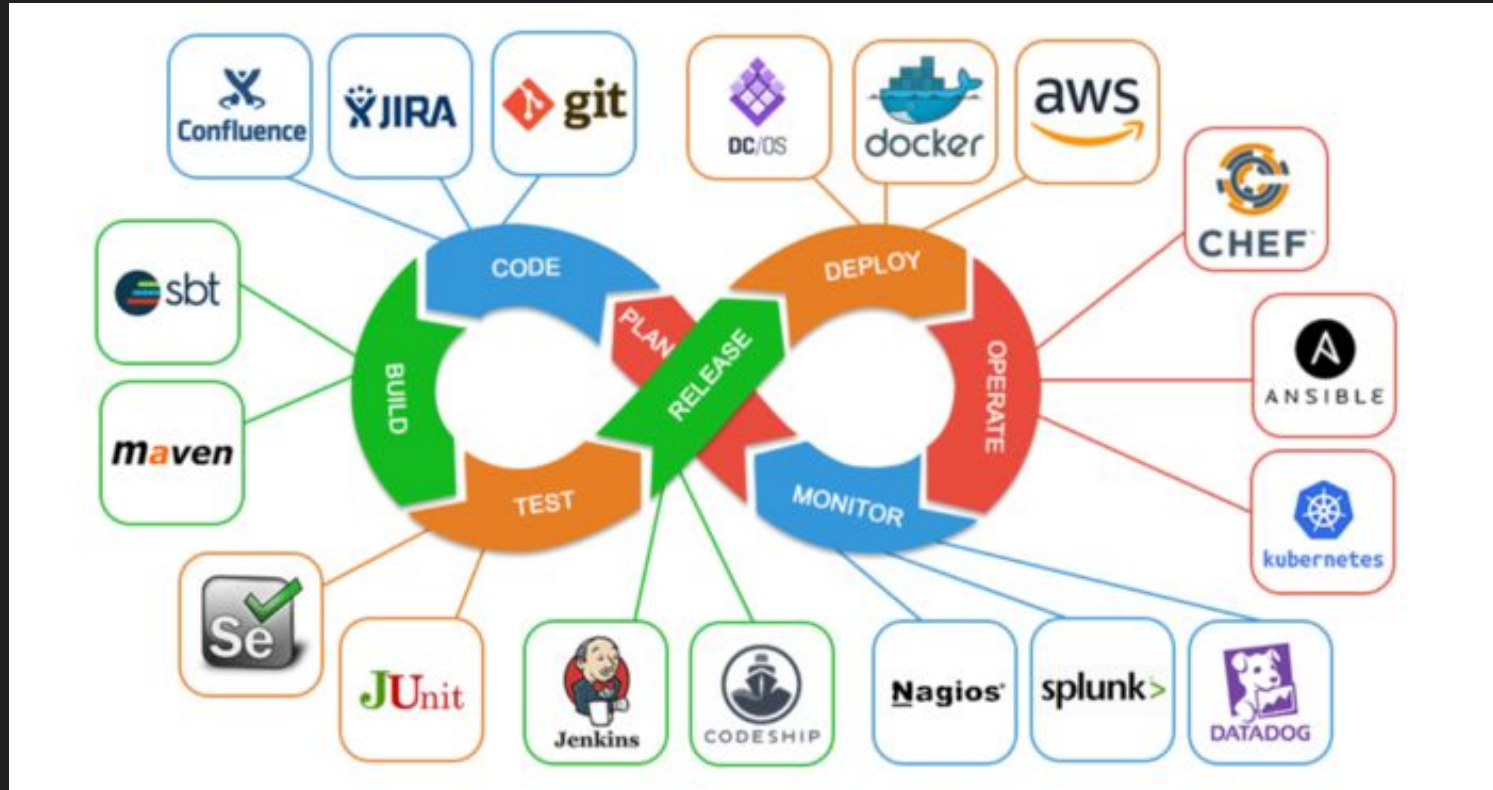 Confluence
JIRA
git
DC/OS
docker
aws
CHEF
sbt
CODE
DEPLOY
PLAN
RELEASE
BUILD
OPERATE
ANSIBLE
maven
TEST
MONITOR
kubernetes
Se
JUnit
Jenkins
CODESHIP
Nagios®
splunk>
DATADOG